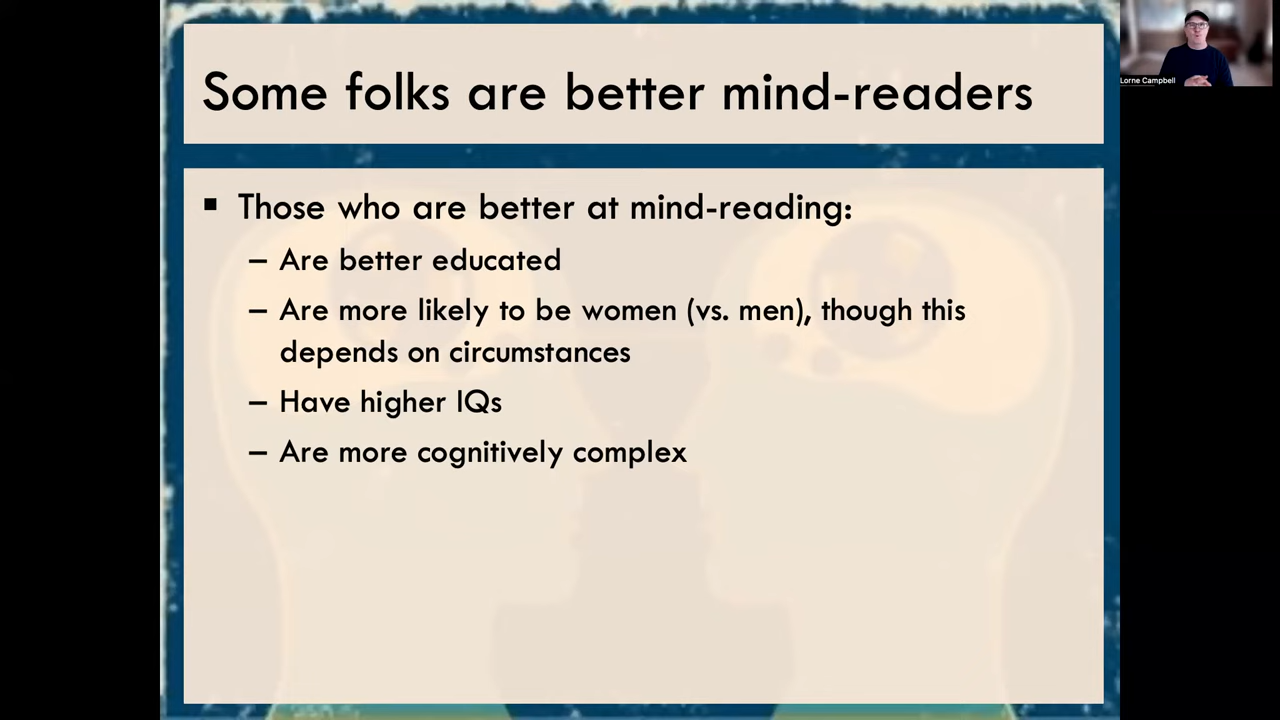 Some folks are better mind-readers
Lorne Campbell
▪ Those who are better at mind-reading:
– Are better educated
– Are more likely to be women (vs. men), though this
depends on circumstances
– Have higher IQs
– Are more cognitively complex